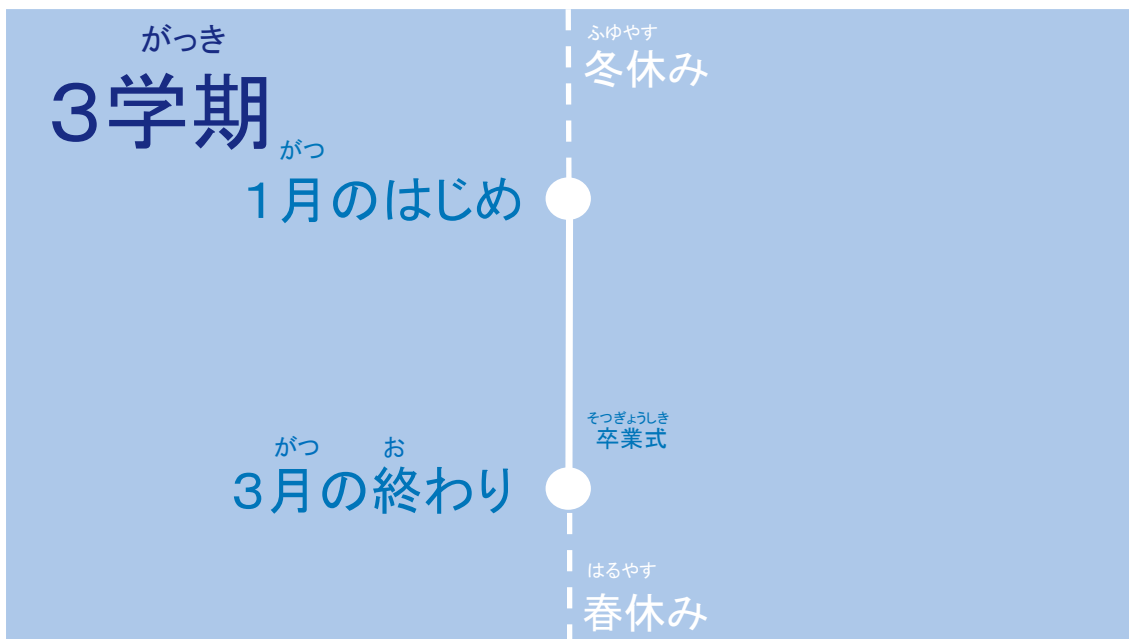 ふゆやす
冬休み
がっき
3学期
がつ
1月のはじめ
そつぎょうしき
卒業式
がつ お
3月の終わり
はるやす
春休み